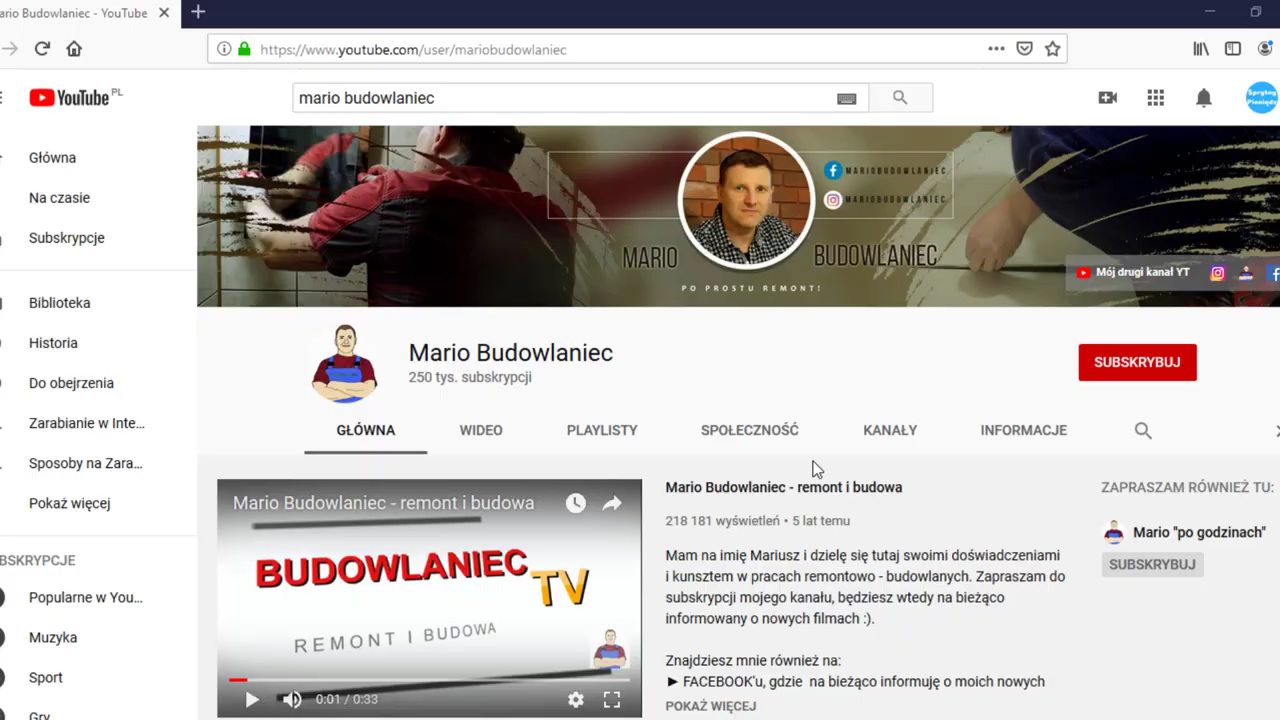 ario Budowlaniec - YouTube
https://www.youtube.com/user/mariobudowlaniec
YouTube PL
mario budowlaniec
Sprytny
Pieniądz
Główna
Na czasie
Subskrypcje
Biblioteka
Historia
Do obejrzenia
Zarabianie w Inte...
Sposoby na Zara...
Pokaż więcej
BSKRYPCJE
Popularne w You...
Muzyka
Sport
Gry
MARIOBUDOWLANIEC
MARIOBUDOWLANIEC
MARIO BUDOWLANIEC
PO PROSTU REMONT!
Mój drugi kanał YT
Mario Budowlaniec
250 tys. subskrypcji
SUBSKRYBUJ
GŁÓWNA WIDEO PLAYLISTY SPOŁECZNOŚĆ KANAŁY INFORMACJE
Mario Budowlaniec - remont i budowa
BUDOWLANIEC
TV
REMONT I BUDOWA
0:01 / 0:33
Mario Budowlaniec - remont i budowa
218 181 wyświetleń • 5 lat temu
Mam na imię Mariusz i dzielę się tutaj swoimi doświadczeniami
i kunsztem w pracach remontowo - budowlanych. Zapraszam do
subskrypcji mojego kanału, będziesz wtedy na bieżąco
informowany o nowych filmach :).
Znajdziesz mnie również na:
► FACEBOOK'u, gdzie na bieżąco informuję o moich nowych
POKAŻ WIĘCEJ
ZAPRASZAM RÓWNIEŻ TU:
Mario "po godzinach"
SUBSKRYBUJ